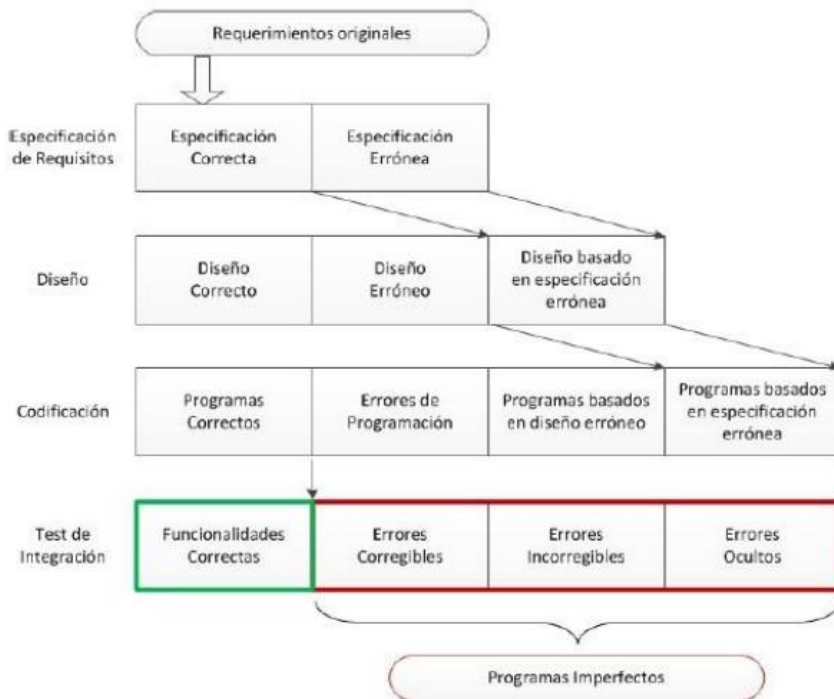 Requerimientos originales
Especificación
de Requisitos
Especificación
Correcta
Especificación
Errónea
Diseño
Diseño
Correcto
Diseño
Erróneo
Diseño basado
en especificación
errónea
Codificación
Programas
Correctos
Errores de
Programación
Programas basados
en diseño erróneo
Programas basados
en especificación
errónea
Test de
Integración
Funcionalidades
Correctas
Errores
Corregibles
Errores
Incorregibles
Errores
Ocultos
Programas Imperfectos